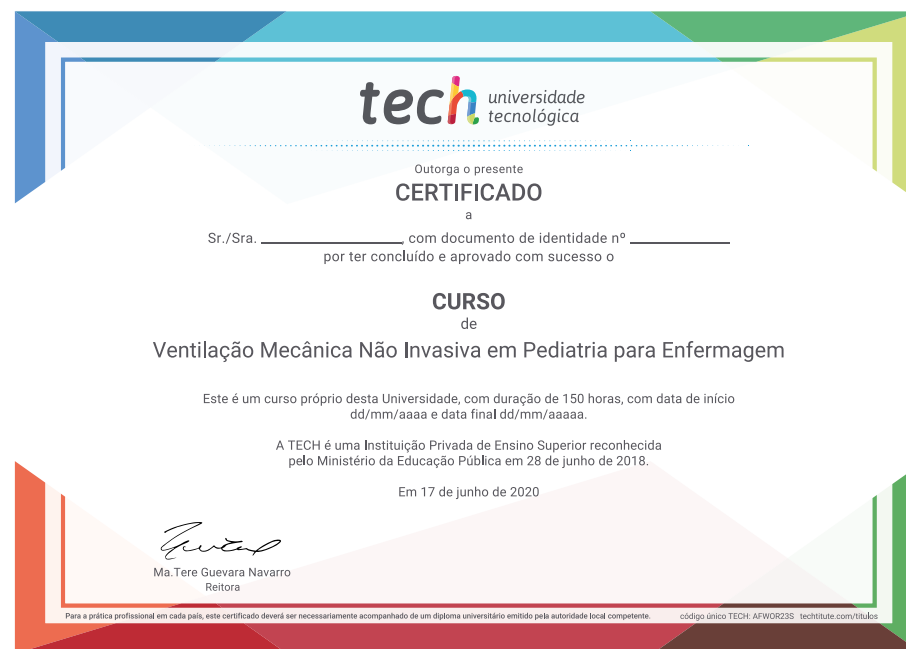 tech universidade
tecnológica
Outorga o presente
CERTIFICADO
a
Sr./Sra. ________________, com documento de identidade nº ____________
por ter concluído e aprovado com sucesso o
CURSO
de
Ventilação Mecânica Não Invasiva em Pediatria para Enfermagem
Este é um curso próprio desta Universidade, com duração de 150 horas, com data de início
dd/mm/aaaa e data final dd/mm/aaaaa.
A TECH é uma Instituição Privada de Ensino Superior reconhecida
pelo Ministério da Educação Pública em 28 de junho de 2018.
Em 17 de junho de 2020
Ma.Tere Guevara Navarro
Reitora
Para a prática profissional em cada país, este certificado deverá ser necessariamente acompanhado de um diploma universitário emitido pela autoridade local competente. código único TECH: AFWOR23S techtitute.com/titulos